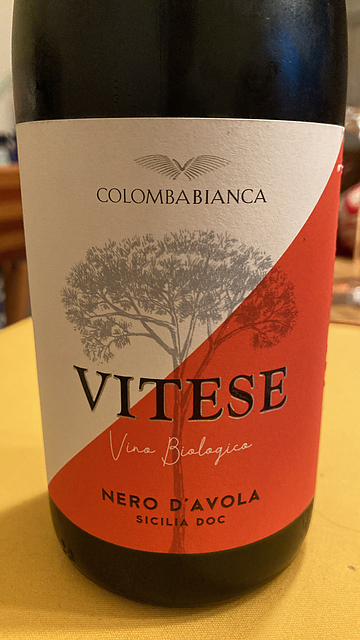 COLOMBABIANCA
VITESE
Vino Biologico
NERO D'AVOLA
SICILIA DOC